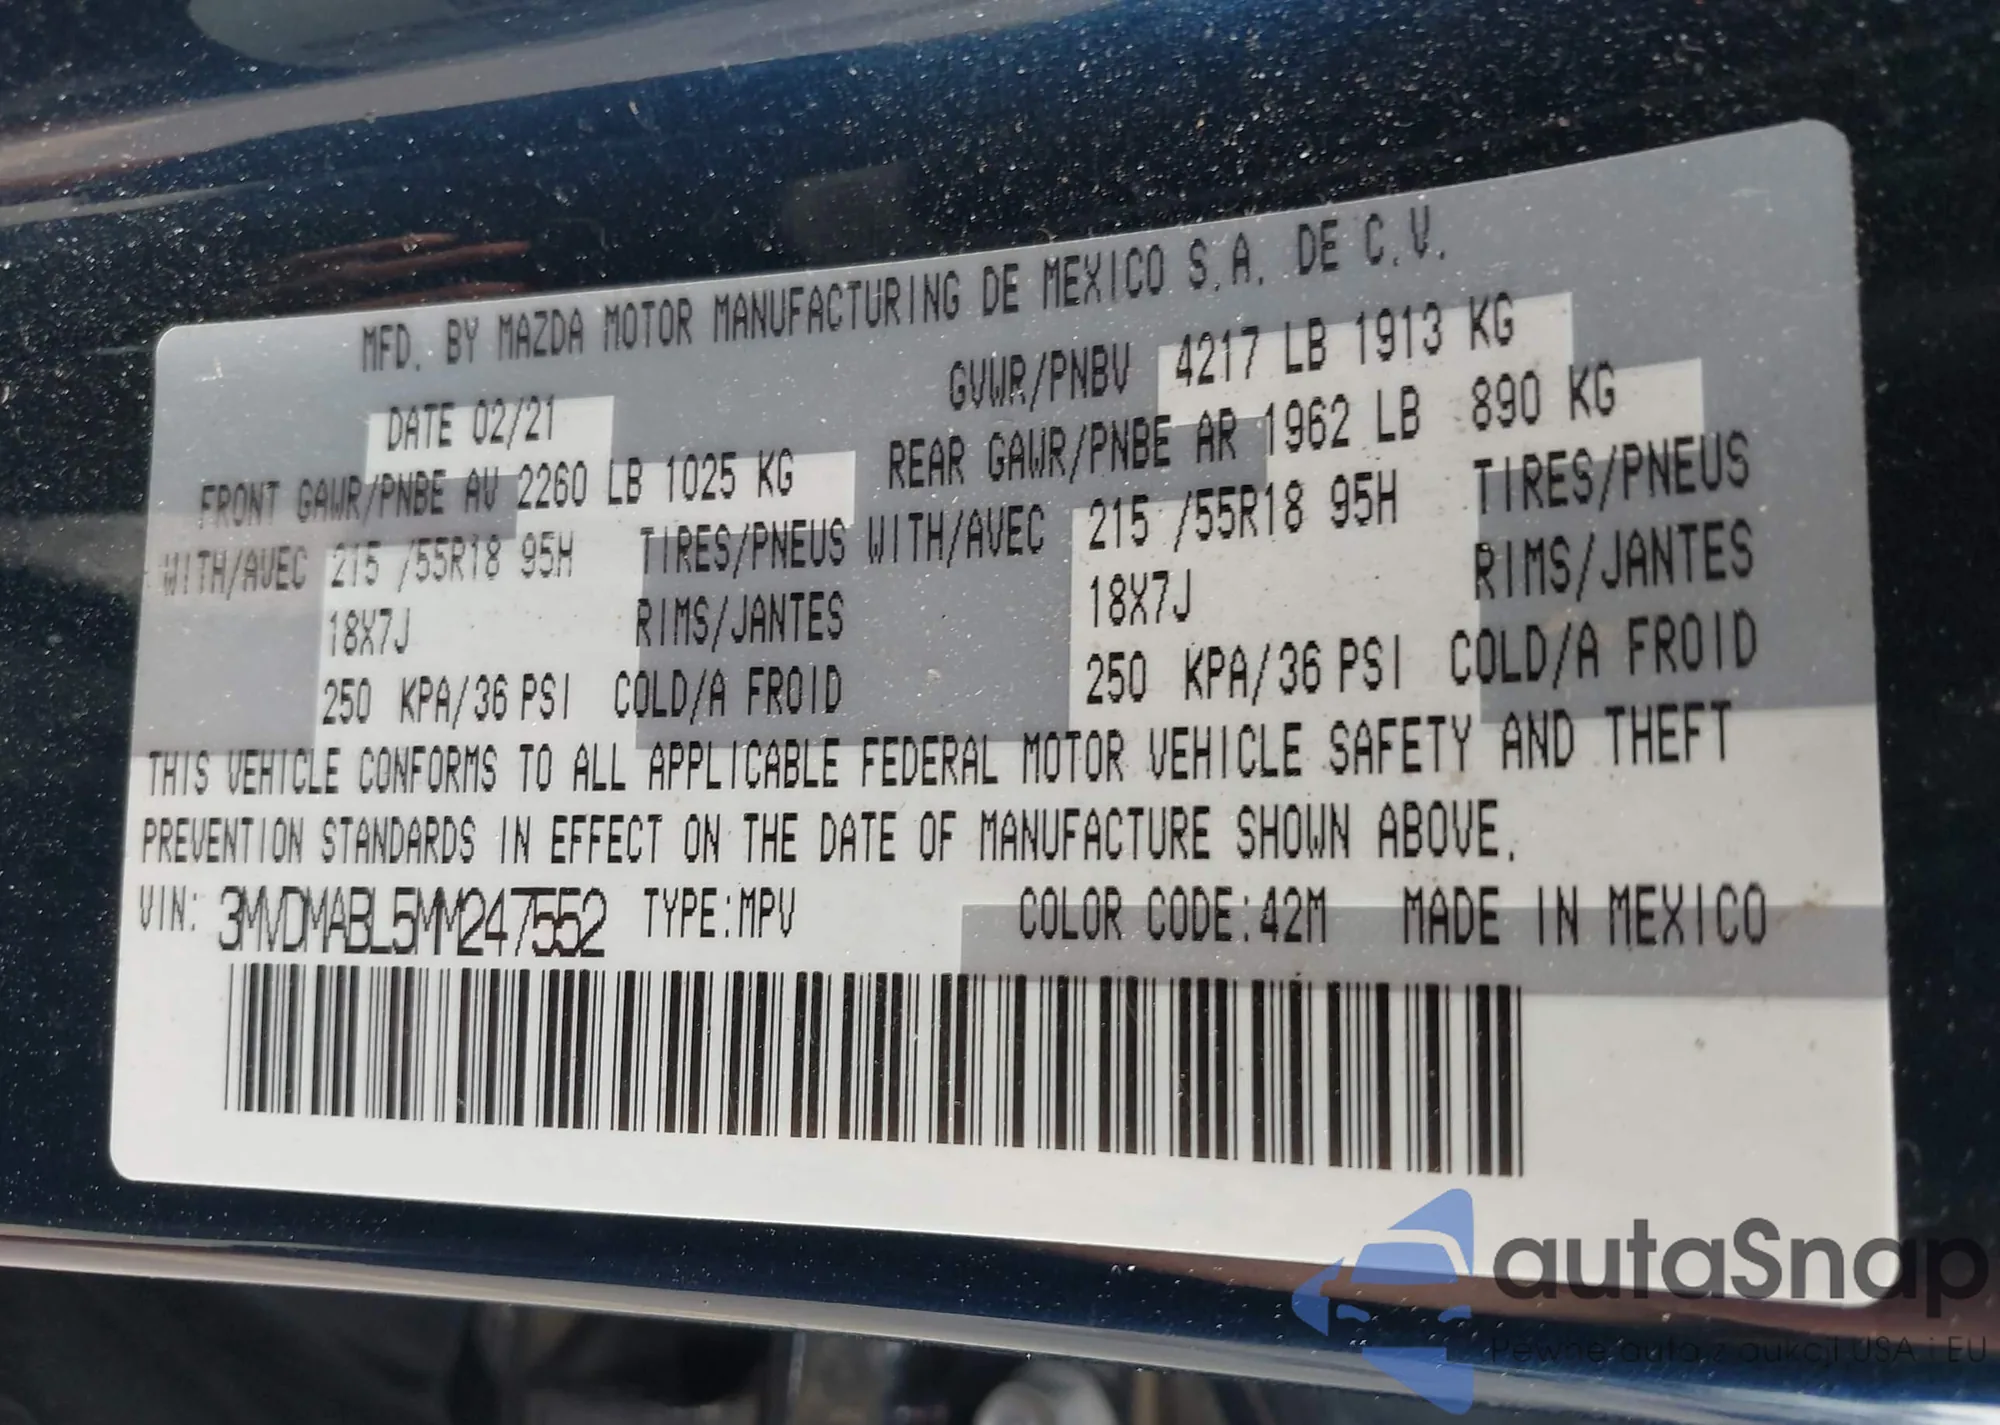 MFD. BY MAZDA MOTOR MANUFACTURING DE MEXICO S.A. DE C.V.
DATE 02/21 GVWR/PNBV 4217 LB 1913 KG
FRONT GAWR/PNBE AV 2260 LB 1025 KG REAR GAWR/PNBE AR 1962 LB 890 KG
WITH/AVEC 215 /55R18 95H TIRES/PNEUS WITH/AVEC 215 /55R18 95H TIRES/PNEUS
18X7J RIMS/JANTES 18X7J RIMS/JANTES
250 KPA/36 PSI COLD/A FROID 250 KPA/36 PSI COLD/A FROID
THIS VEHICLE CONFORMS TO ALL APPLICABLE FEDERAL MOTOR VEHICLE SAFETY AND THEFT
PREVENTION STANDARDS IN EFFECT ON THE DATE OF MANUFACTURE SHOWN ABOVE.
VIN: 3MVDMABL5MM247552 TYPE:MPV COLOR CODE:42M MADE IN MEXICO
autaSnap
Pewne auta z aukcji USA i EU